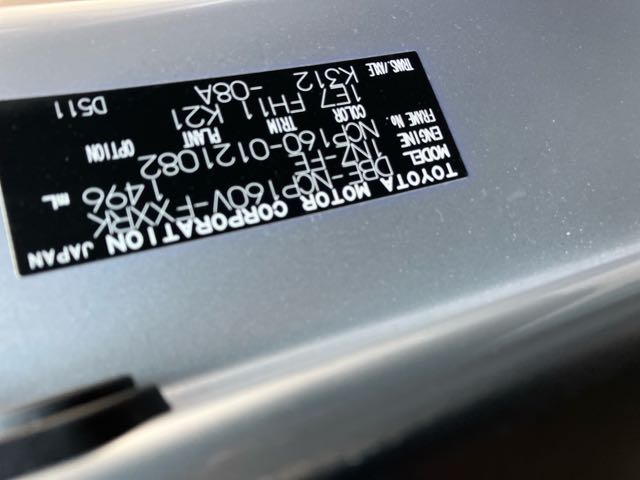 TOYOTA MOTOR CORPORATION JAPAN
MODEL DBE-NCP160V-FXXRK
ENGINE 1NZ-FE 1496 mL
FRAME No. NCP160-0121082
COLOR TRIM PLANT OPTION
1E7 FH11 K21
TRANS./AXLE K312 -08A D511